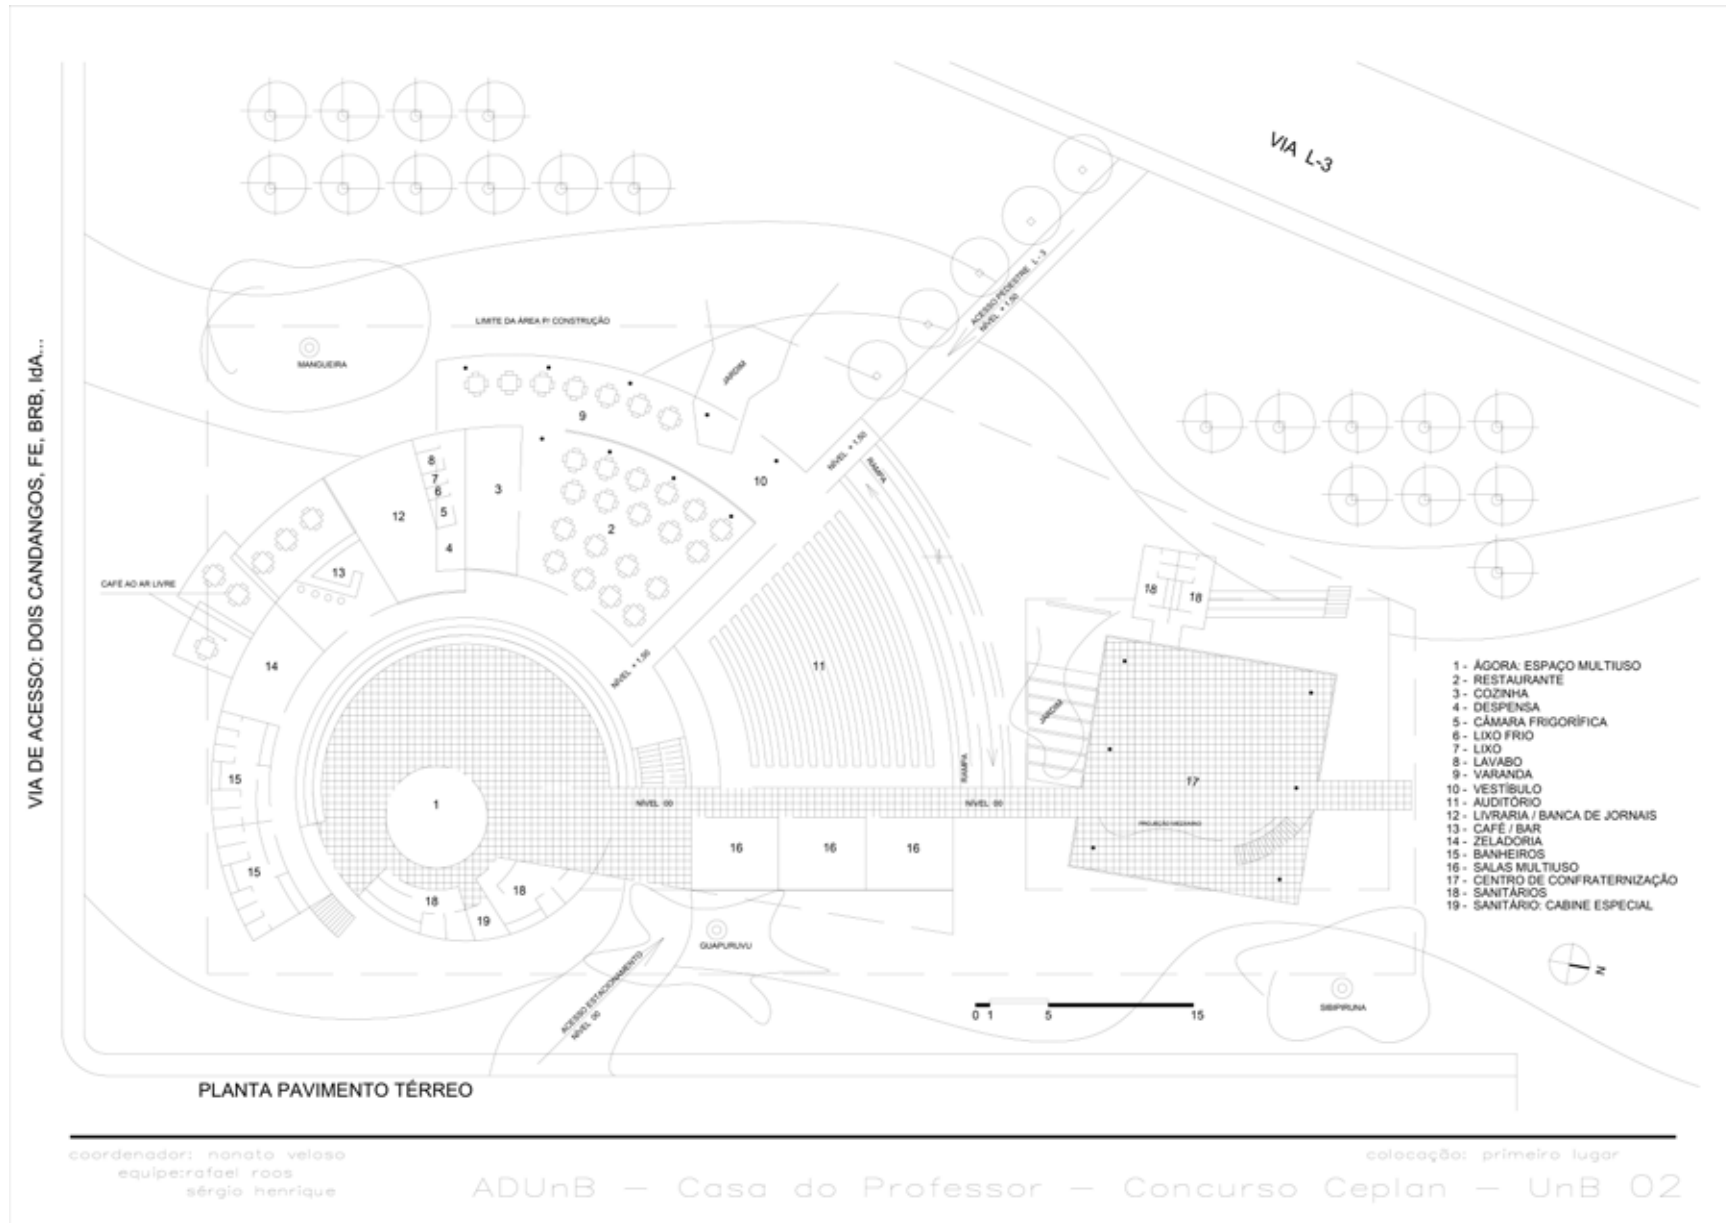 VIA L-3
ACESSO PEDESTRE L - 3
NÍVEL + 1,50
LIMITE DA ÁREA P/ CONSTRUÇÃO
MANGUEIRA
JARDIM
9
NÍVEL + 1,50
RAMPA
8
7
6
5
4
3
12
2
10
13
CAFÉ AO AR LIVRE
VIA DE ACESSO: DOIS CANDANGOS, FE, BRB, IdA...
14
NÍVEL + 1,50
11
18
18
JARDIM
RAMPA
17
15
1
NÍVEL 00
NÍVEL 00
PROJEÇÃO MEZANINO
16
16
16
15
18
18
19
GUAPURUVU
ACESSO ESTACIONAMENTO
NÍVEL 00
1 - ÁGORA: ESPAÇO MULTIUSO
2 - RESTAURANTE
3 - COZINHA
4 - DESPENSA
5 - CÂMARA FRIGORÍFICA
6 - LIXO FRIO
7 - LIXO
8 - LAVABO
9 - VARANDA
10 - VESTÍBULO
11 - AUDITÓRIO
12 - LIVRARIA / BANCA DE JORNAIS
13 - CAFÉ / BAR
14 - ZELADORIA
15 - BANHEIROS
16 - SALAS MULTIUSO
17 - CENTRO DE CONFRATERNIZAÇÃO
18 - SANITÁRIOS
19 - SANITÁRIO: CABINE ESPECIAL
N
0 1 5 15
SIBIPIRUNA
PLANTA PAVIMENTO TÉRREO
coordenador: nonato veloso
equipe:rafael roos
sérgio henrique
colocação: primeiro lugar
ADUnB – Casa do Professor – Concurso Ceplan – UnB 02